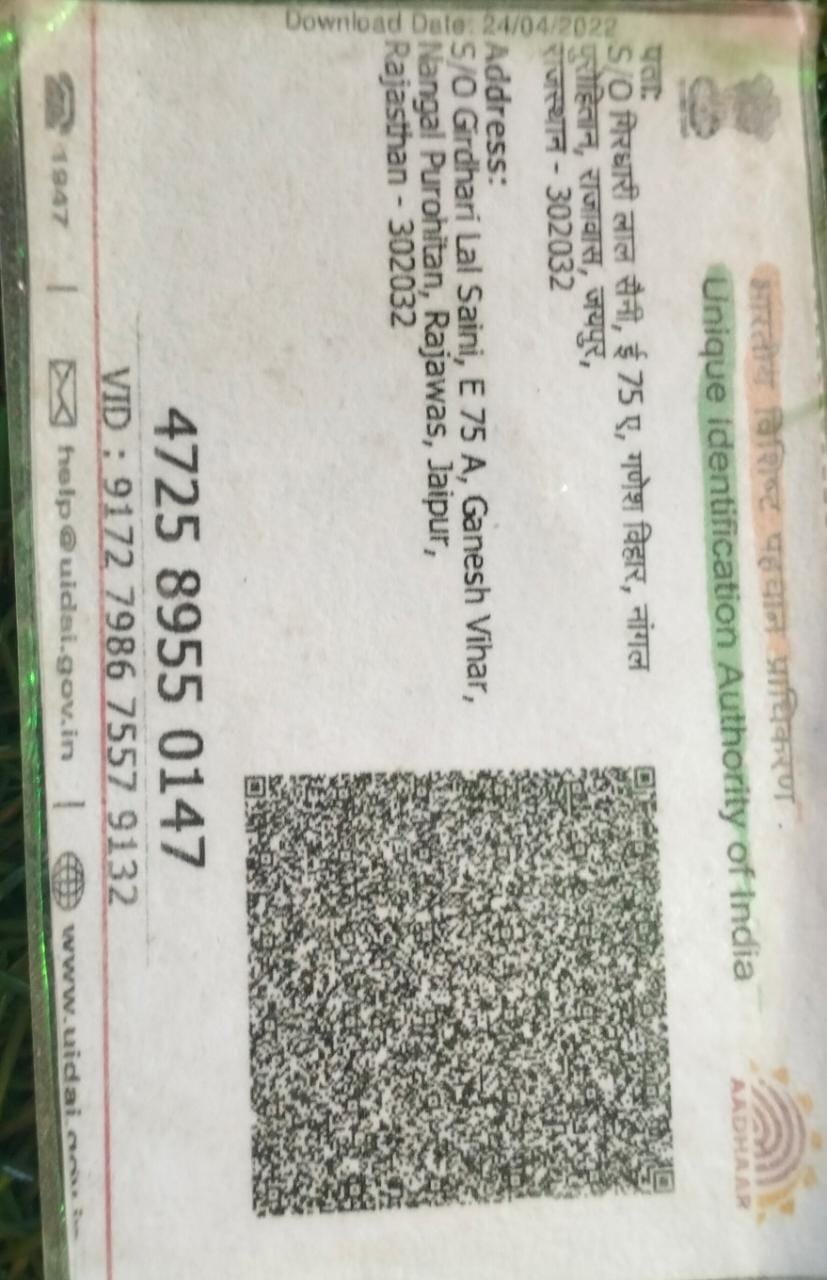 Download Date: 24/04/2022
भारतीय विशिष्ट पहचान प्राधिकरण
Unique Identification Authority of India
AADHAAR
पता:
S/O गिरधारी लाल सैनी, ई 75 ए, गणेश विहार, नांगल
पुरोहितान, राजावास, जयपुर,
राजस्थान - 302032
Address:
S/O Girdhari Lal Saini, E 75 A, Ganesh Vihar,
Nangal Purohitan, Rajawas, Jaipur,
Rajasthan - 302032
4725 8955 0147
VID : 9172 7986 7557 9132
1947 | help@uidai.gov.in | www.uidai.gov.in